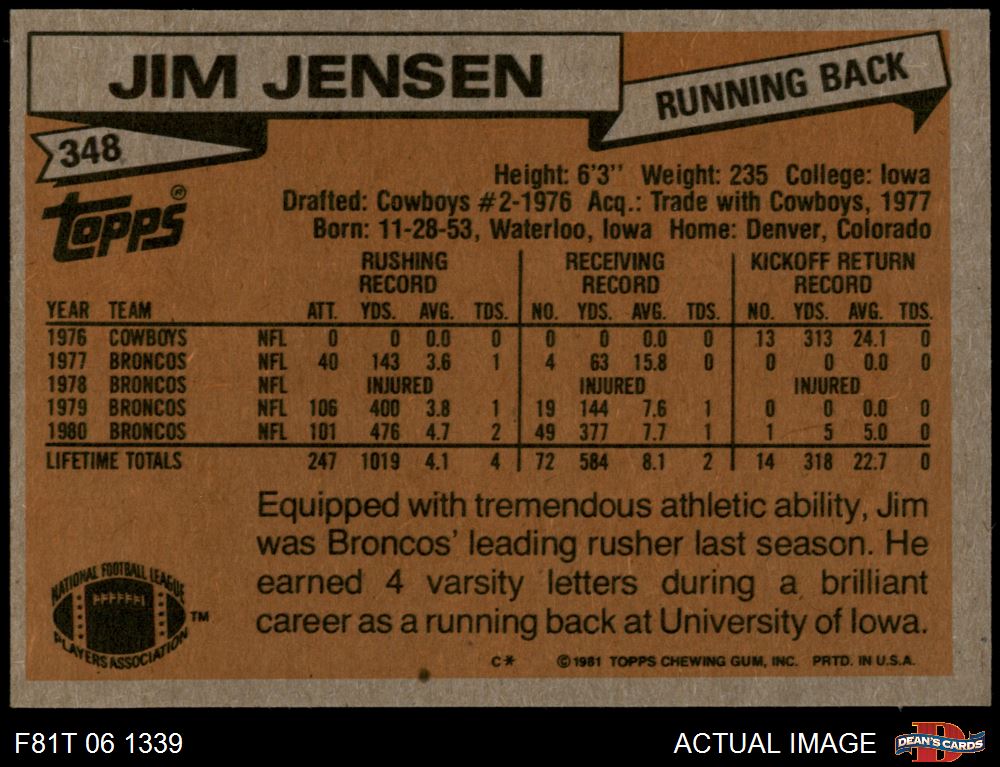 JIM JENSEN
RUNNING BACK
348
topps®
Height: 6'3" Weight: 235 College: Iowa
Drafted: Cowboys #2-1976 Acq.: Trade with Cowboys, 1977
Born: 11-28-53, Waterloo, Iowa Home: Denver, Colorado
RUSHING RECEIVING KICKOFF RETURN
RECORD RECORD RECORD
YEAR TEAM ATT. YDS. AVG. TDS. NO. YDS. AVG. TDS. NO. YDS. AVG. TDS.
1976 COWBOYS NFL 0 0 0.0 0 0 0 0.0 0 13 313 24.1 0
1977 BRONCOS NFL 40 143 3.6 1 4 63 15.8 0 0 0 0.0 0
1978 BRONCOS NFL INJURED INJURED INJURED
1979 BRONCOS NFL 106 400 3.8 1 19 144 7.6 1 0 0 0.0 0
1980 BRONCOS NFL 101 476 4.7 2 49 377 7.7 1 1 5 5.0 0
LIFETIME TOTALS 247 1019 4.1 4 72 584 8.1 2 14 318 22.7 0
Equipped with tremendous athletic ability, Jim
was Broncos' leading rusher last season. He
earned 4 varsity letters during a brilliant
career as a running back at University of Iowa.
NATIONAL FOOTBALL LEAGUE
PLAYERS ASSOCIATION
TM
C* ©1981 TOPPS CHEWING GUM, INC. PRTD. IN U.S.A.
F81T 06 1339
ACTUAL IMAGE
D
DEAN'S CARDS